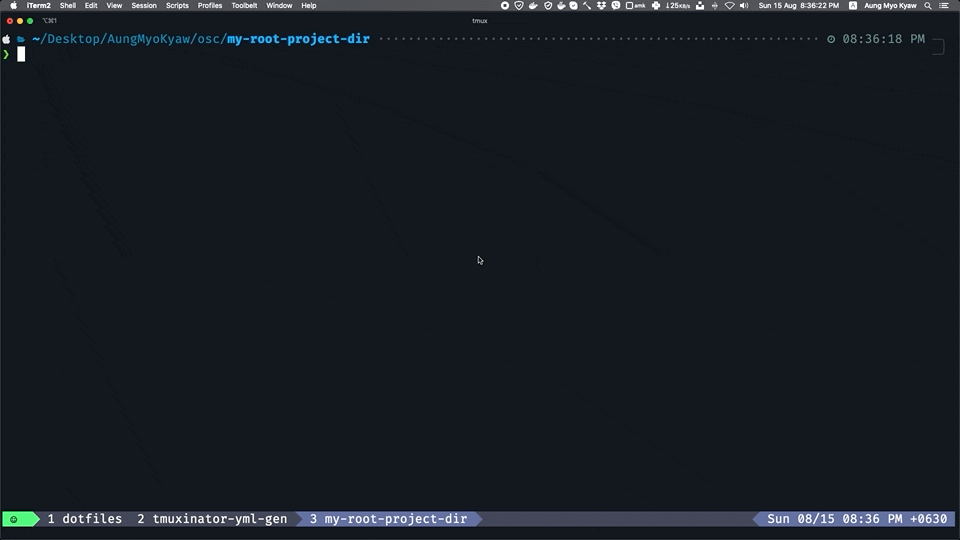 iTerm2 Shell Edit View Session Scripts Profiles Toolbelt Window Help amk ↓25KB/s Sun 15 Aug 8:36:22 PM A Aung Myo Kyaw
⌥⌘1 tmux
~/Desktop/AungMyoKyaw/osc/my-root-project-dir 08:36:18 PM
❯
1 dotfiles 2 tmuxinator-yml-gen 3 my-root-project-dir Sun 08/15 08:36 PM +0630